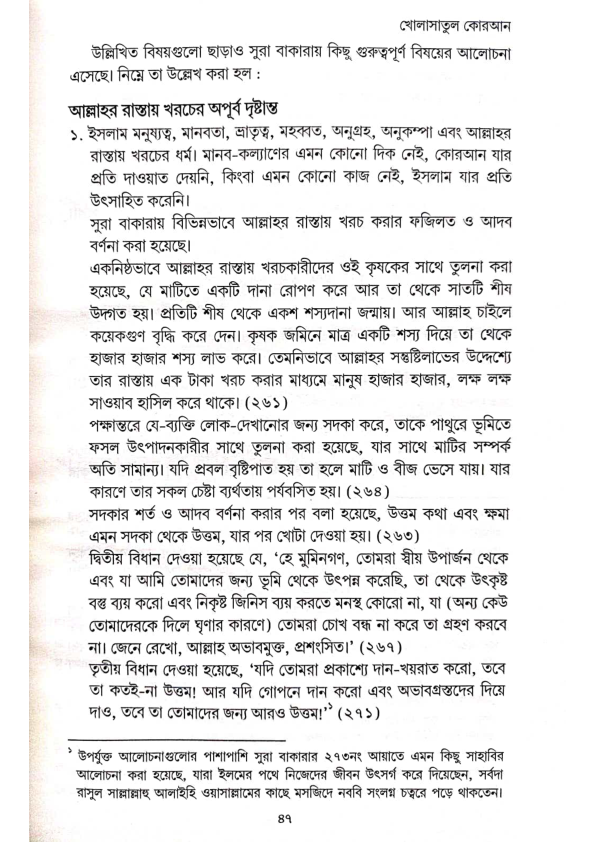 খোলাসাতুল কোরআন
উল্লিখিত বিষয়গুলো ছাড়াও সুরা বাকারায় কিছু গুরুত্বপূর্ণ বিষয়ের আলোচনা
এসেছে। নিম্নে তা উল্লেখ করা হল :
আল্লাহর রাস্তায় খরচের অপূর্ব দৃষ্টান্ত
১. ইসলাম মনুষ্যত্ব, মানবতা, ভ্রাতৃত্ব, মহব্বত, অনুগ্রহ, অনুকম্পা এবং আল্লাহর
রাস্তায় খরচের ধর্ম। মানব-কল্যাণের এমন কোনো দিক নেই, কোরআন যার
প্রতি দাওয়াত দেয়নি, কিংবা এমন কোনো কাজ নেই, ইসলাম যার প্রতি
উৎসাহিত করেনি।
সুরা বাকারায় বিভিন্নভাবে আল্লাহর রাস্তায় খরচ করার ফজিলত ও আদব
বর্ণনা করা হয়েছে।
একনিষ্ঠভাবে আল্লাহর রাস্তায় খরচকারীদের ওই কৃষকের সাথে তুলনা করা
হয়েছে, যে মাটিতে একটি দানা রোপণ করে আর তা থেকে সাতটি শীষ
উদ্গত হয়। প্রতিটি শীষ থেকে একশ শস্যদানা জন্মায়। আর আল্লাহ চাইলে
কয়েকগুণ বৃদ্ধি করে দেন। কৃষক জমিনে মাত্র একটি শস্য দিয়ে তা থেকে
হাজার হাজার শস্য লাভ করে। তেমনিভাবে আল্লাহর সন্তুষ্টিলাভের উদ্দেশ্যে
তার রাস্তায় এক টাকা খরচ করার মাধ্যমে মানুষ হাজার হাজার, লক্ষ লক্ষ
সাওয়াব হাসিল করে থাকে। (২৬১)
পক্ষান্তরে যে-ব্যক্তি লোক-দেখানোর জন্য সদকা করে, তাকে পাথুরে ভূমিতে
ফসল উৎপাদনকারীর সাথে তুলনা করা হয়েছে, যার সাথে মাটির সম্পর্ক
অতি সামান্য। যদি প্রবল বৃষ্টিপাত হয় তা হলে মাটি ও বীজ ভেসে যায়। যার
কারণে তার সকল চেষ্টা ব্যর্থতায় পর্যবসিত হয়। (২৬৪)
সদকার শর্ত ও আদব বর্ণনা করার পর বলা হয়েছে, উত্তম কথা এবং ক্ষমা
এমন সদকা থেকে উত্তম, যার পর খোটা দেওয়া হয়। (২৬৩)
দ্বিতীয় বিধান দেওয়া হয়েছে যে, ‘হে মুমিনগণ, তোমরা স্বীয় উপার্জন থেকে
এবং যা আমি তোমাদের জন্য ভূমি থেকে উৎপন্ন করেছি, তা থেকে উৎকৃষ্ট
বস্তু ব্যয় করো এবং নিকৃষ্ট জিনিস ব্যয় করতে মনস্থ কোরো না, যা (অন্য কেউ
তোমাদেরকে দিলে ঘৃণার কারণে) তোমরা চোখ বন্ধ না করে তা গ্রহণ করবে
না। জেনে রেখো, আল্লাহ অভাবমুক্ত, প্রশংসিত।’ (২৬৭)
তৃতীয় বিধান দেওয়া হয়েছে, ‘যদি তোমরা প্রকাশ্যে দান-খয়রাত করো, তবে
তা কতই-না উত্তম! আর যদি গোপনে দান করো এবং অভাবগ্রস্তদের দিয়ে
দাও, তবে তা তোমাদের জন্য আরও উত্তম!’১ (২৭১)
১ উপর্যুক্ত আলোচনাগুলোর পাশাপাশি সুরা বাকারার ২৭৩নং আয়াতে এমন কিছু সাহাবির
আলোচনা করা হয়েছে, যারা ইলমের পথে নিজেদের জীবন উৎসর্গ করে দিয়েছেন, সর্বদা
রাসুল সাল্লাল্লাহু আলাইহি ওয়াসাল্লামের কাছে মসজিদে নববি সংলগ্ন চত্বরে পড়ে থাকতেন।
৪৭